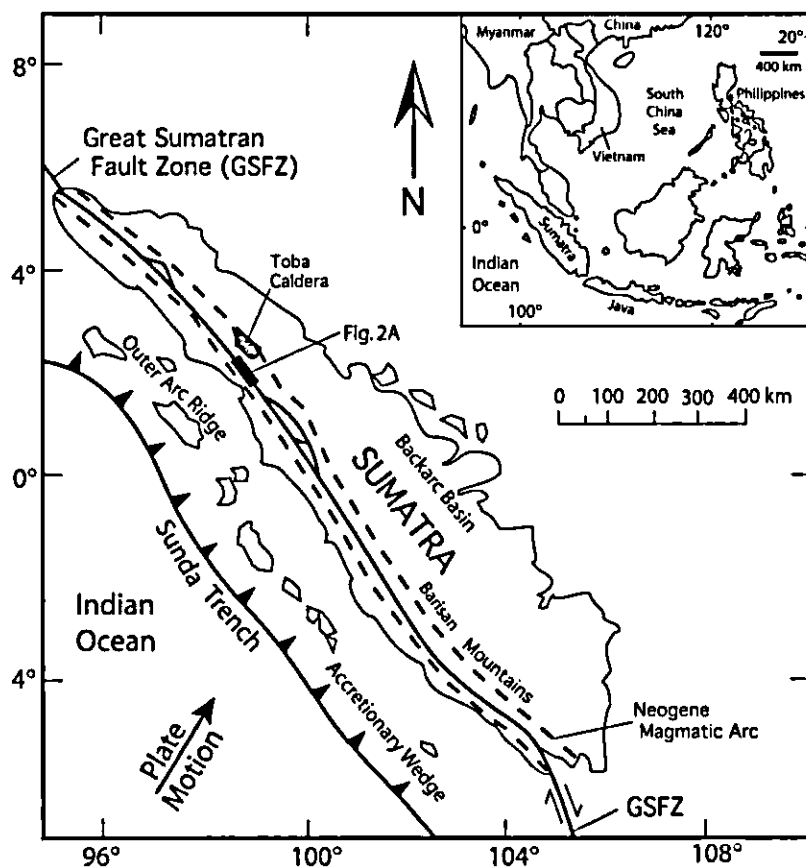 8°
4°
0°
4°
96°
100°
104°
108°
Great Sumatran
Fault Zone (GSFZ)
N
Toba
Caldera
Fig. 2A
Outer Arc Ridge
Sunda Trench
Indian
Ocean
Plate
Motion
Accretionary Wedge
SUMATRA
Backarc Basin
Barisan
Mountains
Neogene
Magmatic Arc
GSFZ
0 100 200 300 400 km
Myanmar
China
120°
20°
400 km
South
China
Sea
Philippines
Vietnam
0°
Sumatra
Indian
Ocean
Java
100°